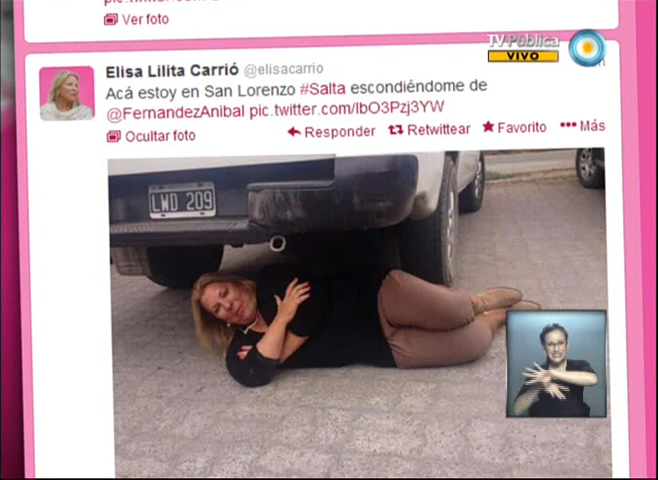 Ver foto
TV Pública
VIVO
Elisa Lilita Carrió @elisacarrio
Acá estoy en San Lorenzo #Salta escondiéndome de
@FernandezAnibal pic.twitter.com/lbO3Pzj3YW
Ocultar foto
Responder
Retwittear
Favorito
Más
LWD 209